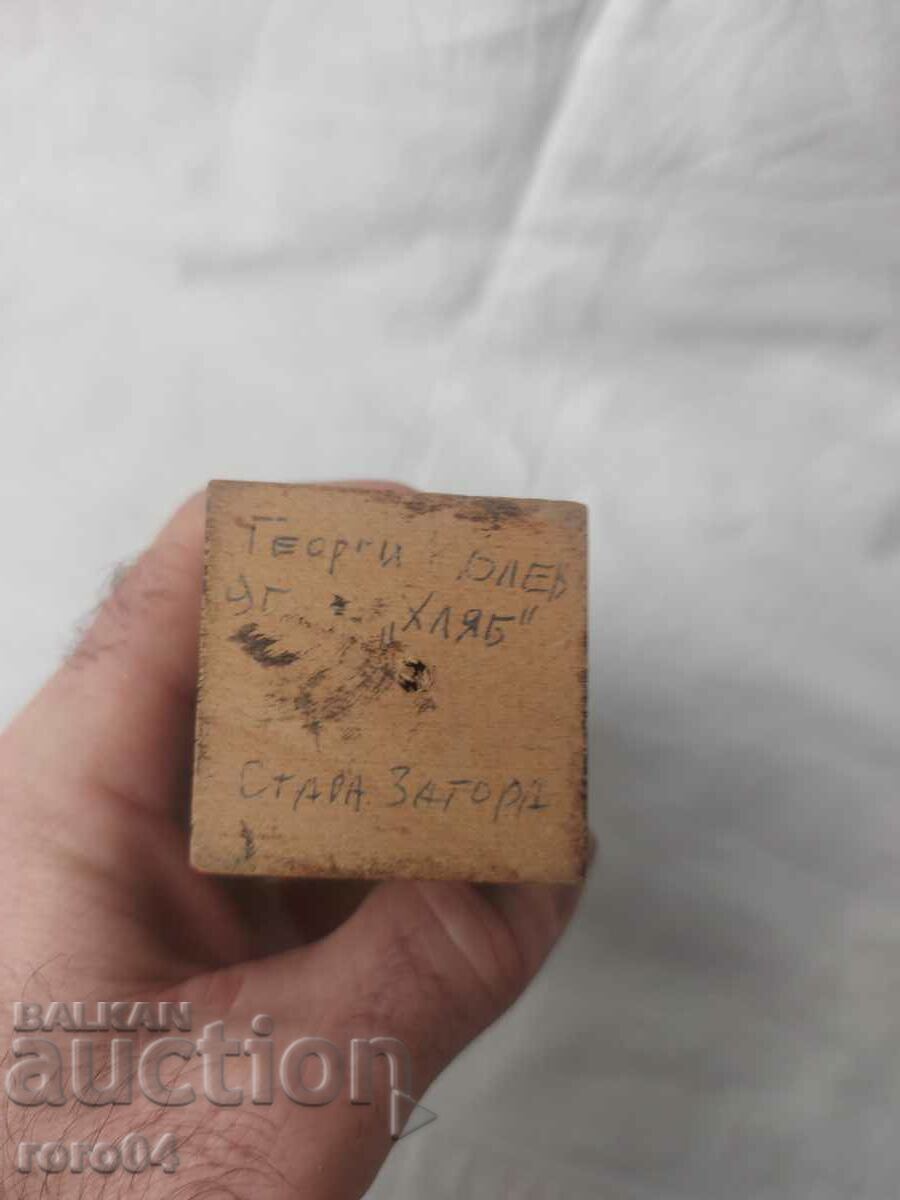 Георги Юлев
9г. „Хляб"
Стара Загора
BALKAN
auction
roro04